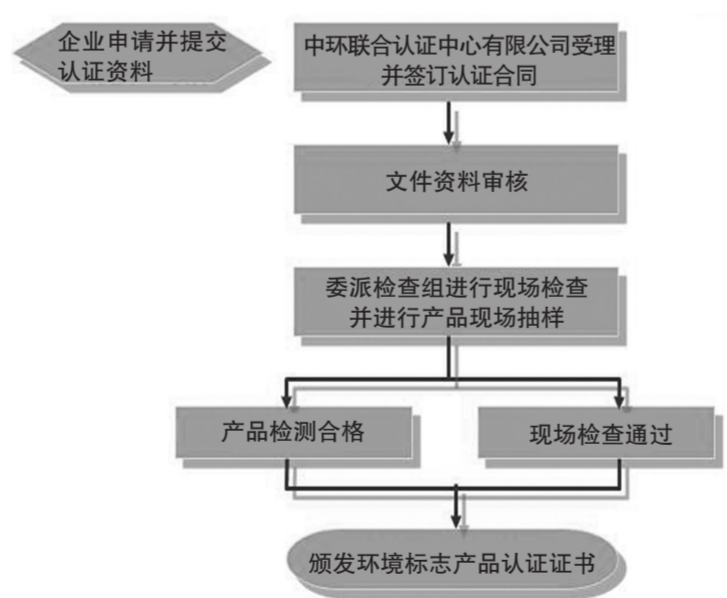 企业申请并提交
认证资料
中环联合认证中心有限公司受理
并签订认证合同
文件资料审核
委派检查组进行现场检查
并进行产品现场抽样
产品检测合格
现场检查通过
颁发环境标志产品认证证书